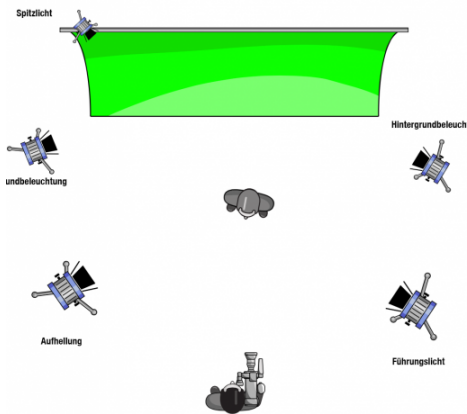 Spitzlicht
Hintergrundbeleuch
undbeleuchtung
Aufhellung
Führungslicht